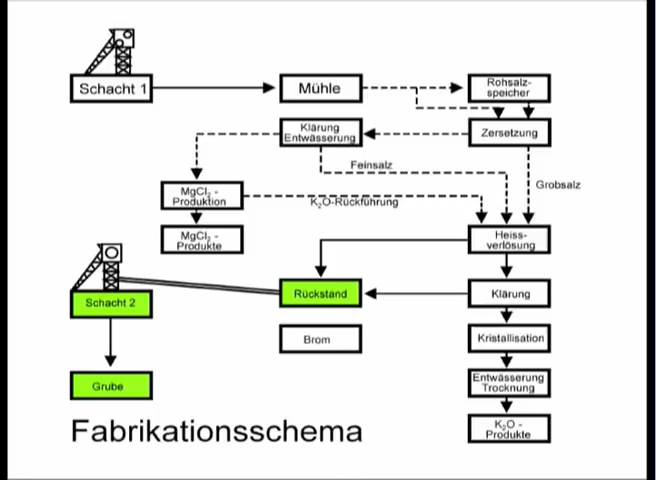 Schacht 1
Mühle
Rohsalz-
speicher
Klärung
Entwässerung
Zersetzung
Feinsalz
Grobsalz
MgCl₂ -
Produktion
K₂O-Rückführung
MgCl₂ -
Produkte
Heiss-
verlösung
Schacht 2
Rückstand
Klärung
Brom
Kristallisation
Grube
Entwässerung
Trocknung
Fabrikationsschema
K₂O -
Produkte